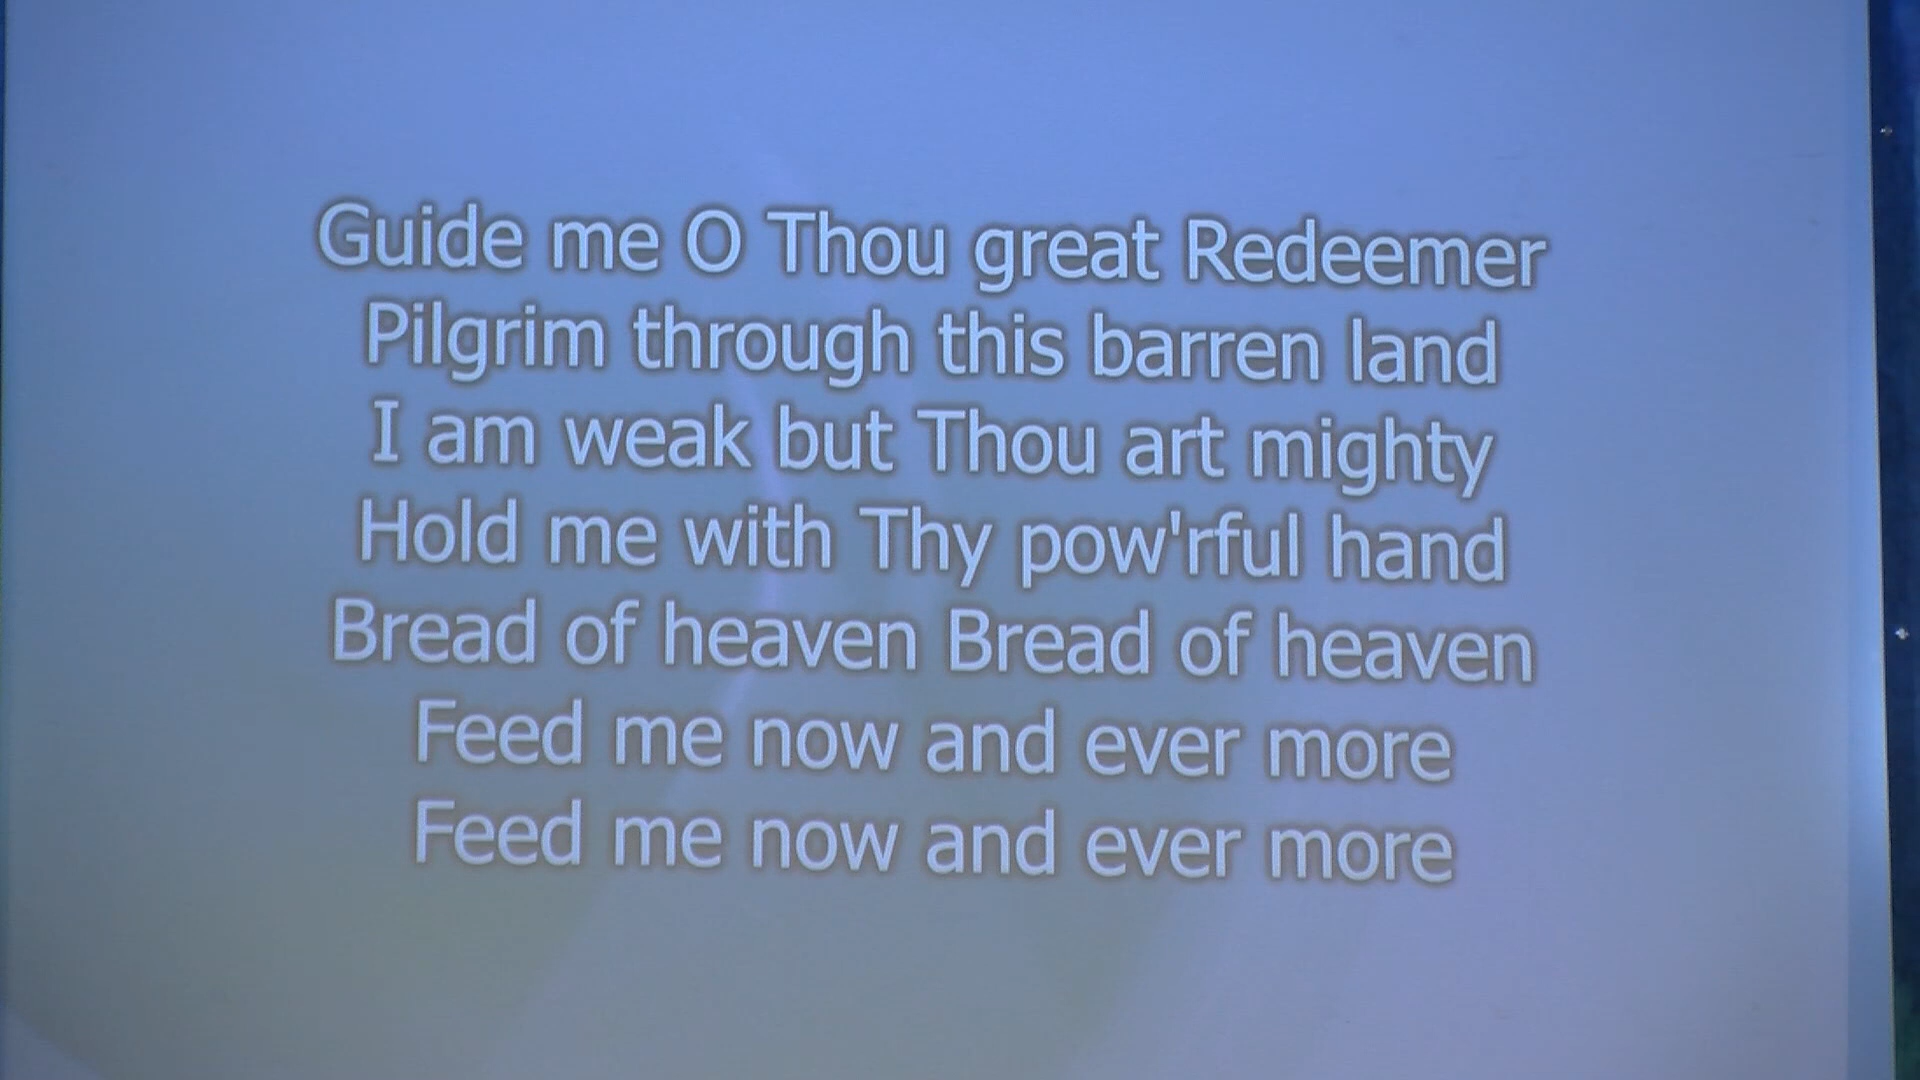 Guide me O Thou great Redeemer
Pilgrim through this barren land
I am weak but Thou art mighty
Hold me with Thy pow'rful hand
Bread of heaven Bread of heaven
Feed me now and ever more
Feed me now and ever more